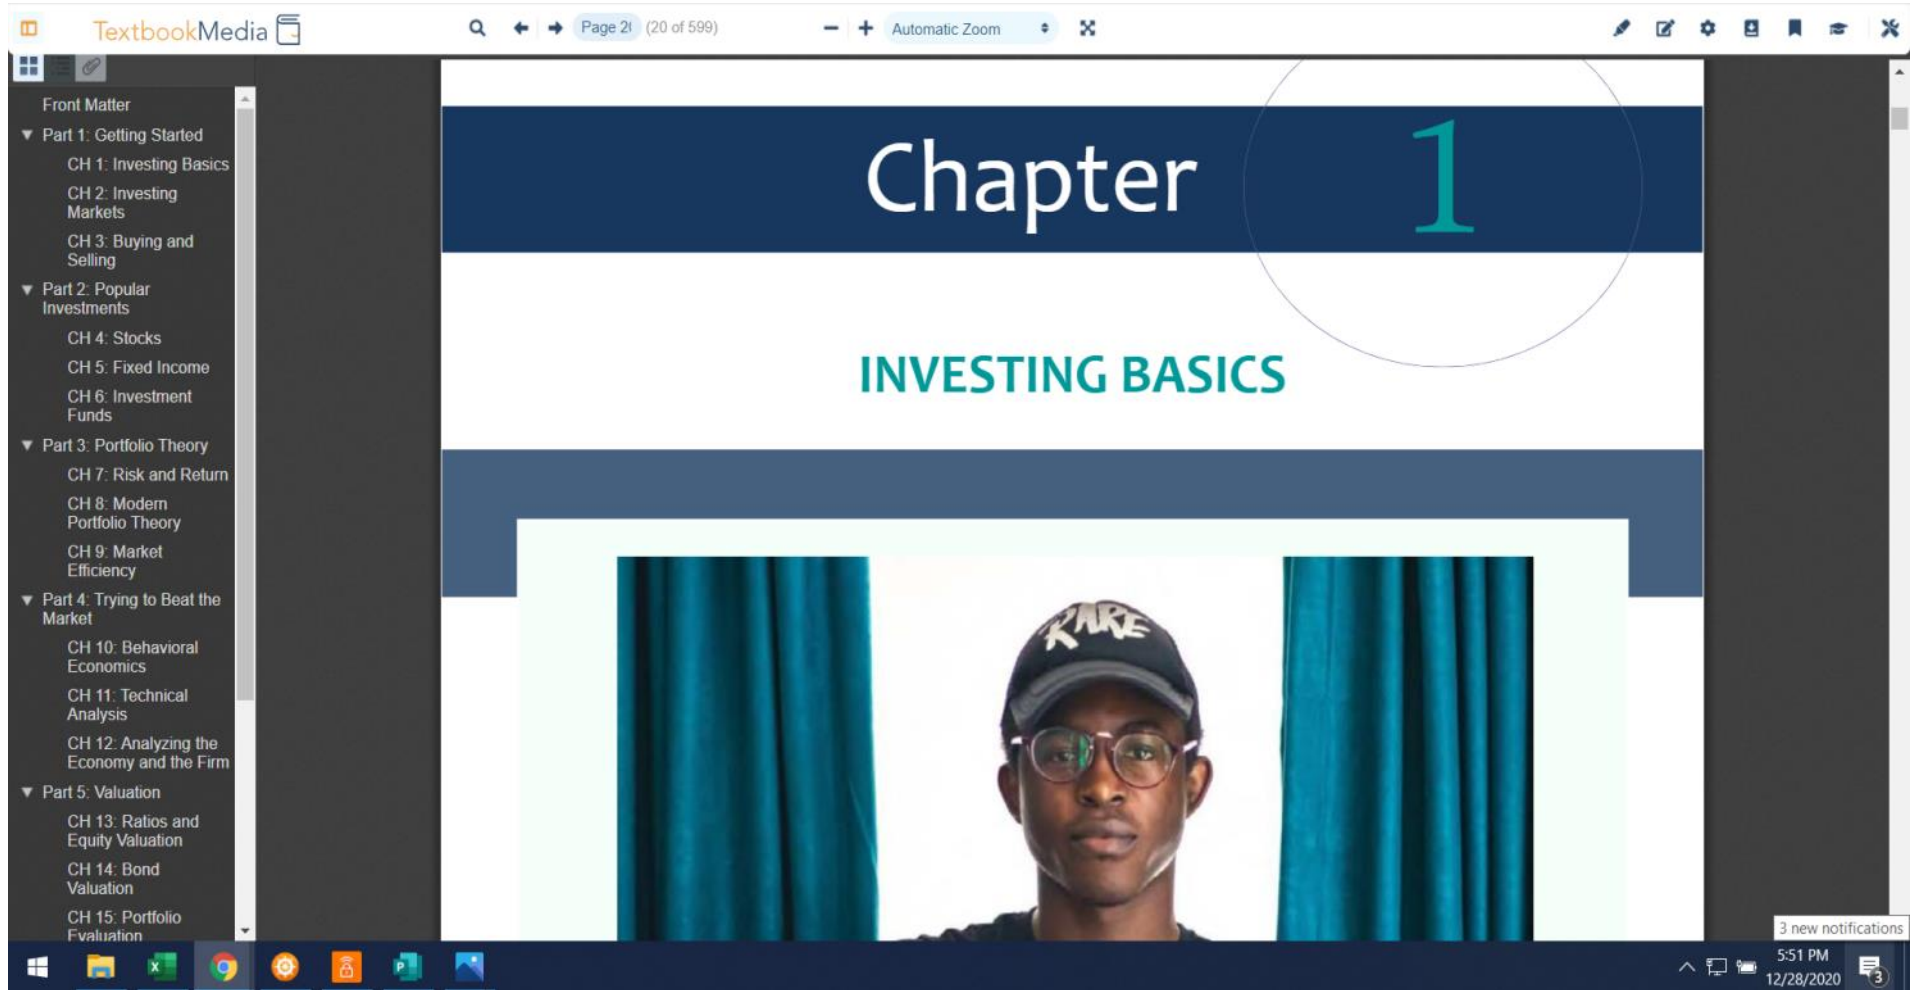 TextbookMedia
Page 2 (20 of 599)
Automatic Zoom
Front Matter
Part 1: Getting Started
CH 1: Investing Basics
CH 2: Investing
Markets
CH 3: Buying and
Selling
Part 2: Popular
Investments
CH 4: Stocks
CH 5: Fixed Income
CH 6: Investment
Funds
Part 3: Portfolio Theory
CH 7: Risk and Return
CH 8: Modern
Portfolio Theory
CH 9: Market
Efficiency
Part 4: Trying to Beat the
Market
CH 10: Behavioral
Economics
CH 11: Technical
Analysis
CH 12: Analyzing the
Economy and the Firm
Part 5: Valuation
CH 13: Ratios and
Equity Valuation
CH 14: Bond
Valuation
CH 15: Portfolio
Evaluation
Chapter 1
INVESTING BASICS
RARE
3 new notifications
5:51 PM
12/28/2020
3